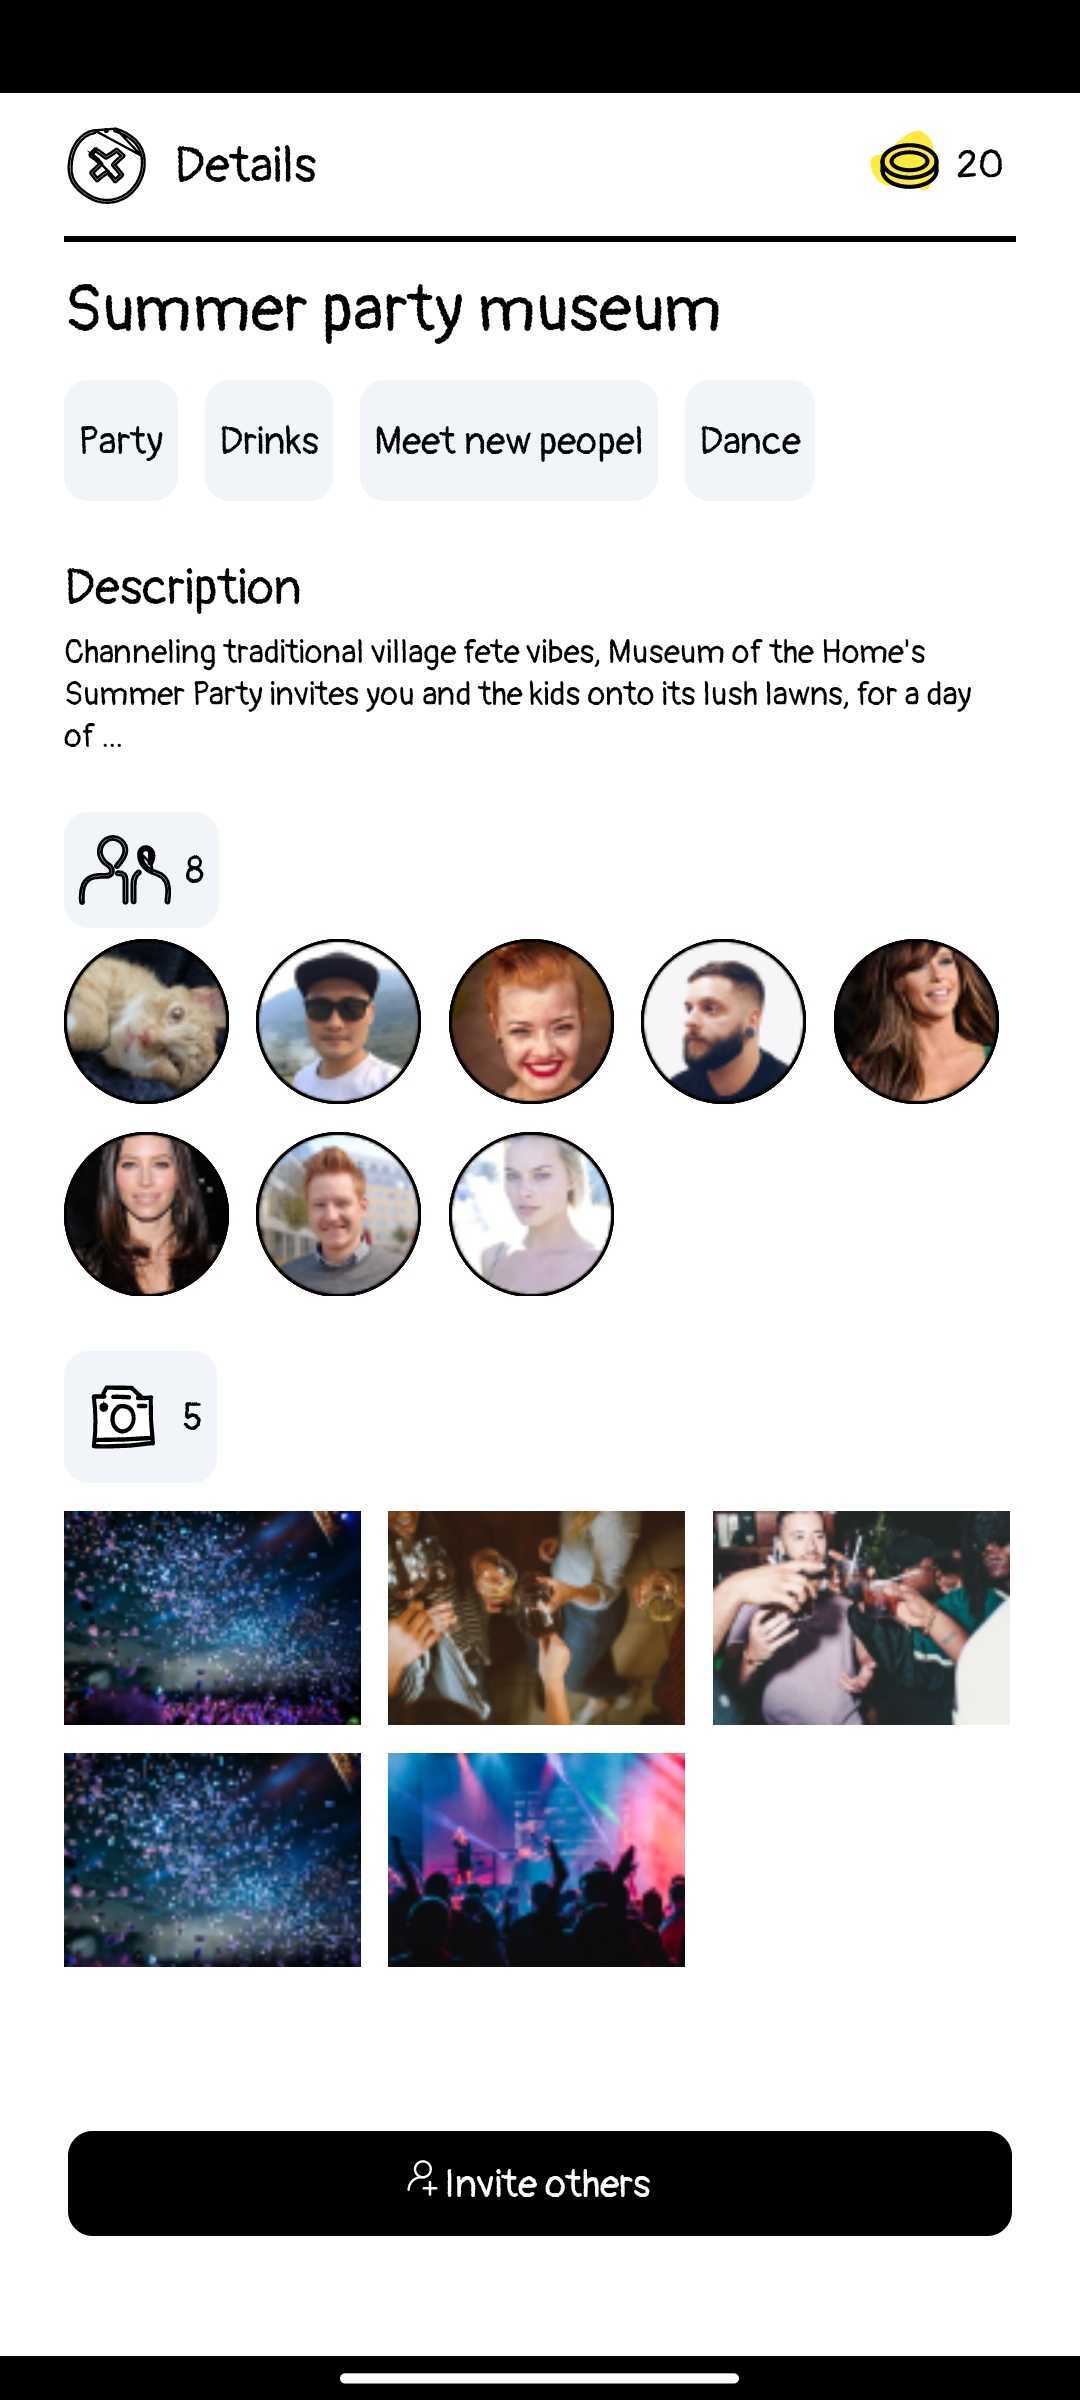 Details
20
Summer party museum
Party
Drinks
Meet new peopel
Dance
Description
Channeling traditional village fete vibes, Museum of the Home's
Summer Party invites you and the kids onto its lush lawns, for a day
of ...
8
5
Invite others